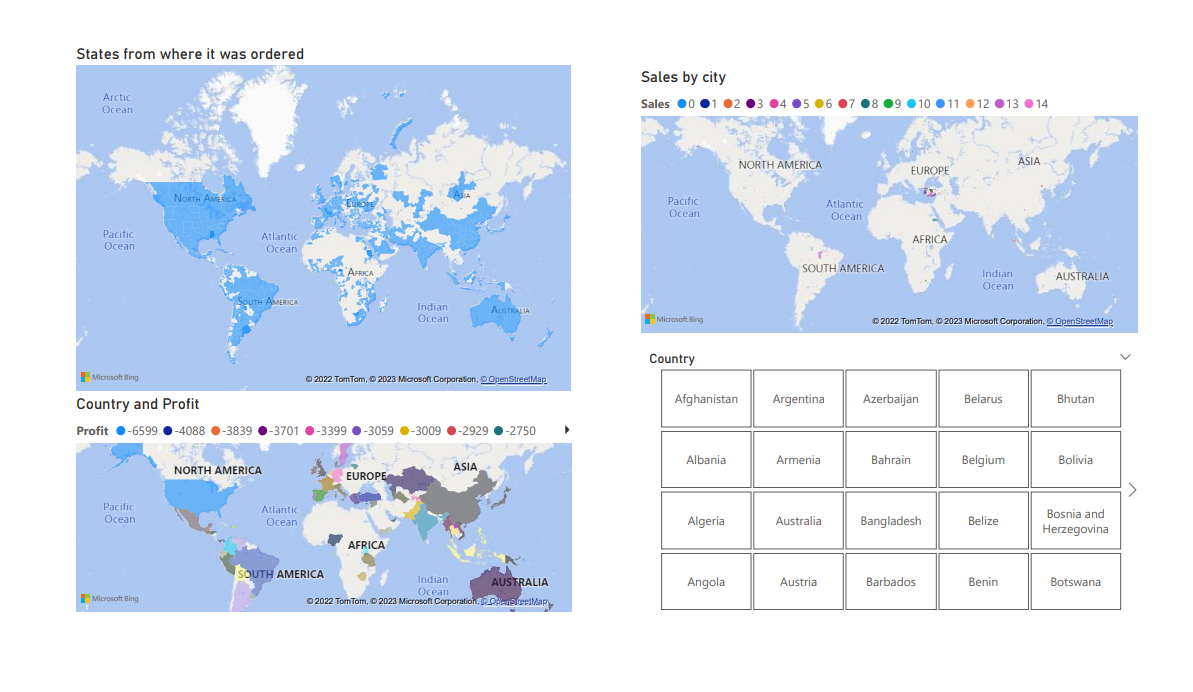 States from where it was ordered
Arctic
Ocean
NORTH AMERICA
EUROPE
ASIA
Pacific
Ocean
Atlantic
Ocean
AFRICA
SOUTH AMERICA
Indian
Ocean
AUSTRALIA
Microsoft Bing
© 2022 TomTom, © 2023 Microsoft Corporation, © OpenStreetMap
Country and Profit
Profit -6599 -4088 -3839 -3701 -3399 -3059 -3009 -2929 -2750
NORTH AMERICA
EUROPE
ASIA
Pacific
Ocean
Atlantic
Ocean
AFRICA
SOUTH AMERICA
Indian
Ocean
AUSTRALIA
Microsoft Bing
© 2022 TomTom, © 2023 Microsoft Corporation, © OpenStreetMap
Sales by city
Sales 0 1 2 3 4 5 6 7 8 9 10 11 12 13 14
NORTH AMERICA
EUROPE
ASIA
Pacific
Ocean
Atlantic
Ocean
AFRICA
SOUTH AMERICA
Indian
Ocean
AUSTRALIA
Microsoft Bing
© 2022 TomTom, © 2023 Microsoft Corporation, © OpenStreetMap
Country
Afghanistan Argentina Azerbaijan Belarus Bhutan
Albania Armenia Bahrain Belgium Bolivia
Algeria Australia Bangladesh Belize Bosnia and
Herzegovina
Angola Austria Barbados Benin Botswana